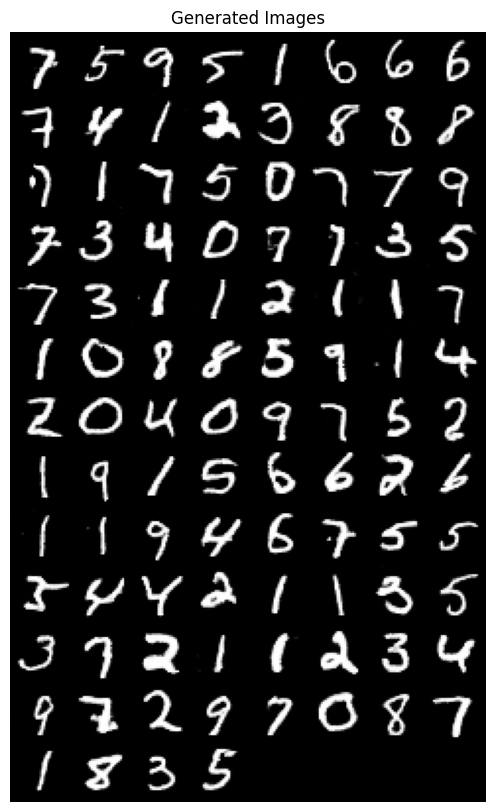 Generated Images
7 5 9 5 1 6 6 6
7 4 1 2 3 8 8 8
7 1 7 5 0 7 7 9
7 3 4 0 7 7 3 5
7 3 1 1 2 1 1 7
1 0 8 8 5 9 1 4
2 0 4 0 9 7 5 2
1 9 1 5 6 6 2 6
1 1 9 4 6 7 5 5
4 4 2 1 1 3 5
3 7 2 1 1 2 3 4
9 7 2 9 7 0 8 7
1 8 3 5